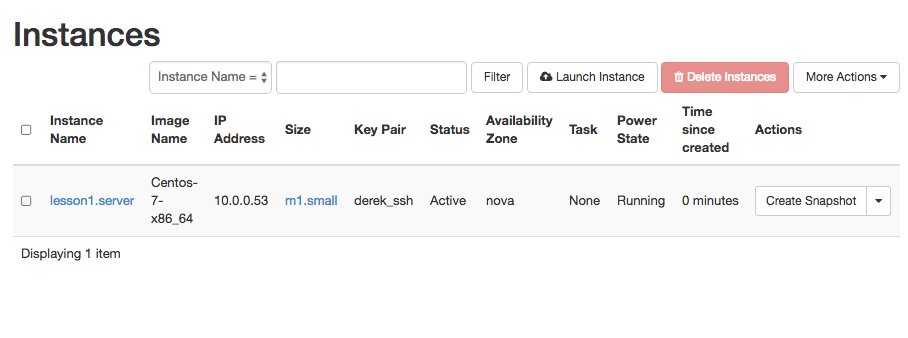 Instances
Instance Name = Filter Launch Instance Delete Instances More Actions
Instance Name Image Name IP Address Size Key Pair Status Availability Zone Task Power State Time since created Actions
lesson1.server Centos-7-x86_64 10.0.0.53 m1.small derek_ssh Active nova None Running 0 minutes Create Snapshot
Displaying 1 item